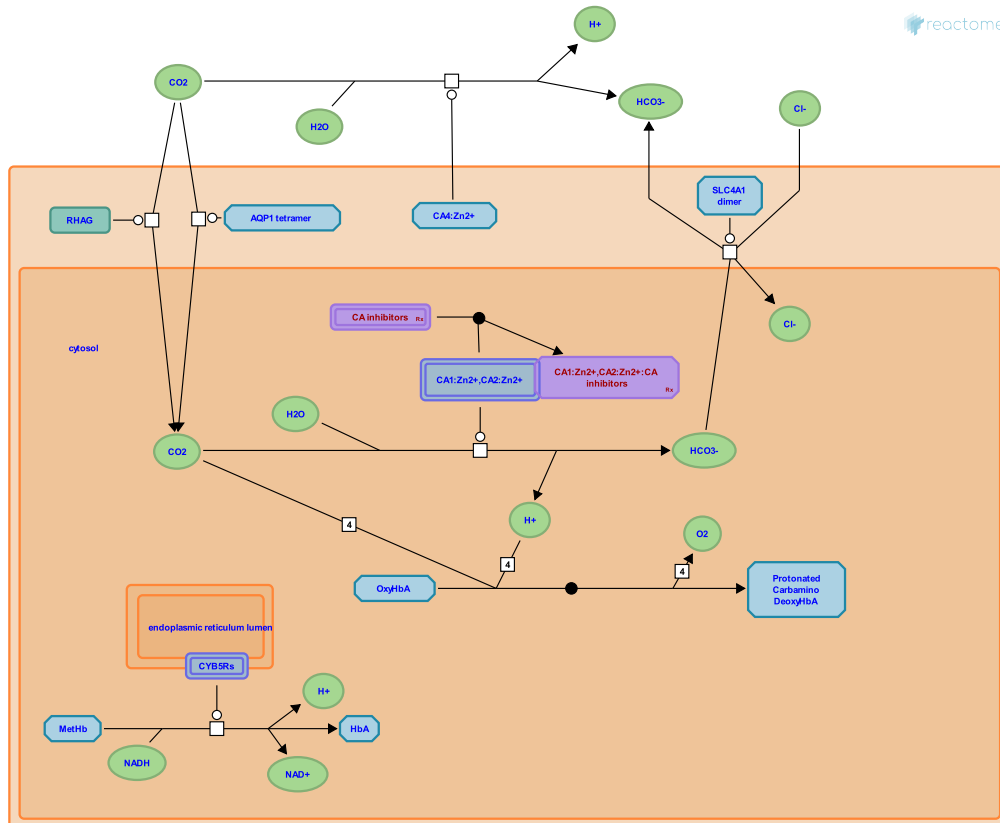 reactome
H+
CO2
HCO3-
Cl-
H2O
SLC4A1
dimer
RHAG
AQP1 tetramer
CA4:Zn2+
CA inhibitors
Rx
Cl-
cytosol
CA1:Zn2+,CA2:Zn2+
CA1:Zn2+,CA2:Zn2+:CA
inhibitors
Rx
H2O
CO2
HCO3-
H+
4
O2
4
4
OxyHbA
Protonated
Carbamino
DeoxyHbA
endoplasmic reticulum lumen
CYB5Rs
H+
MetHb
HbA
NADH
NAD+